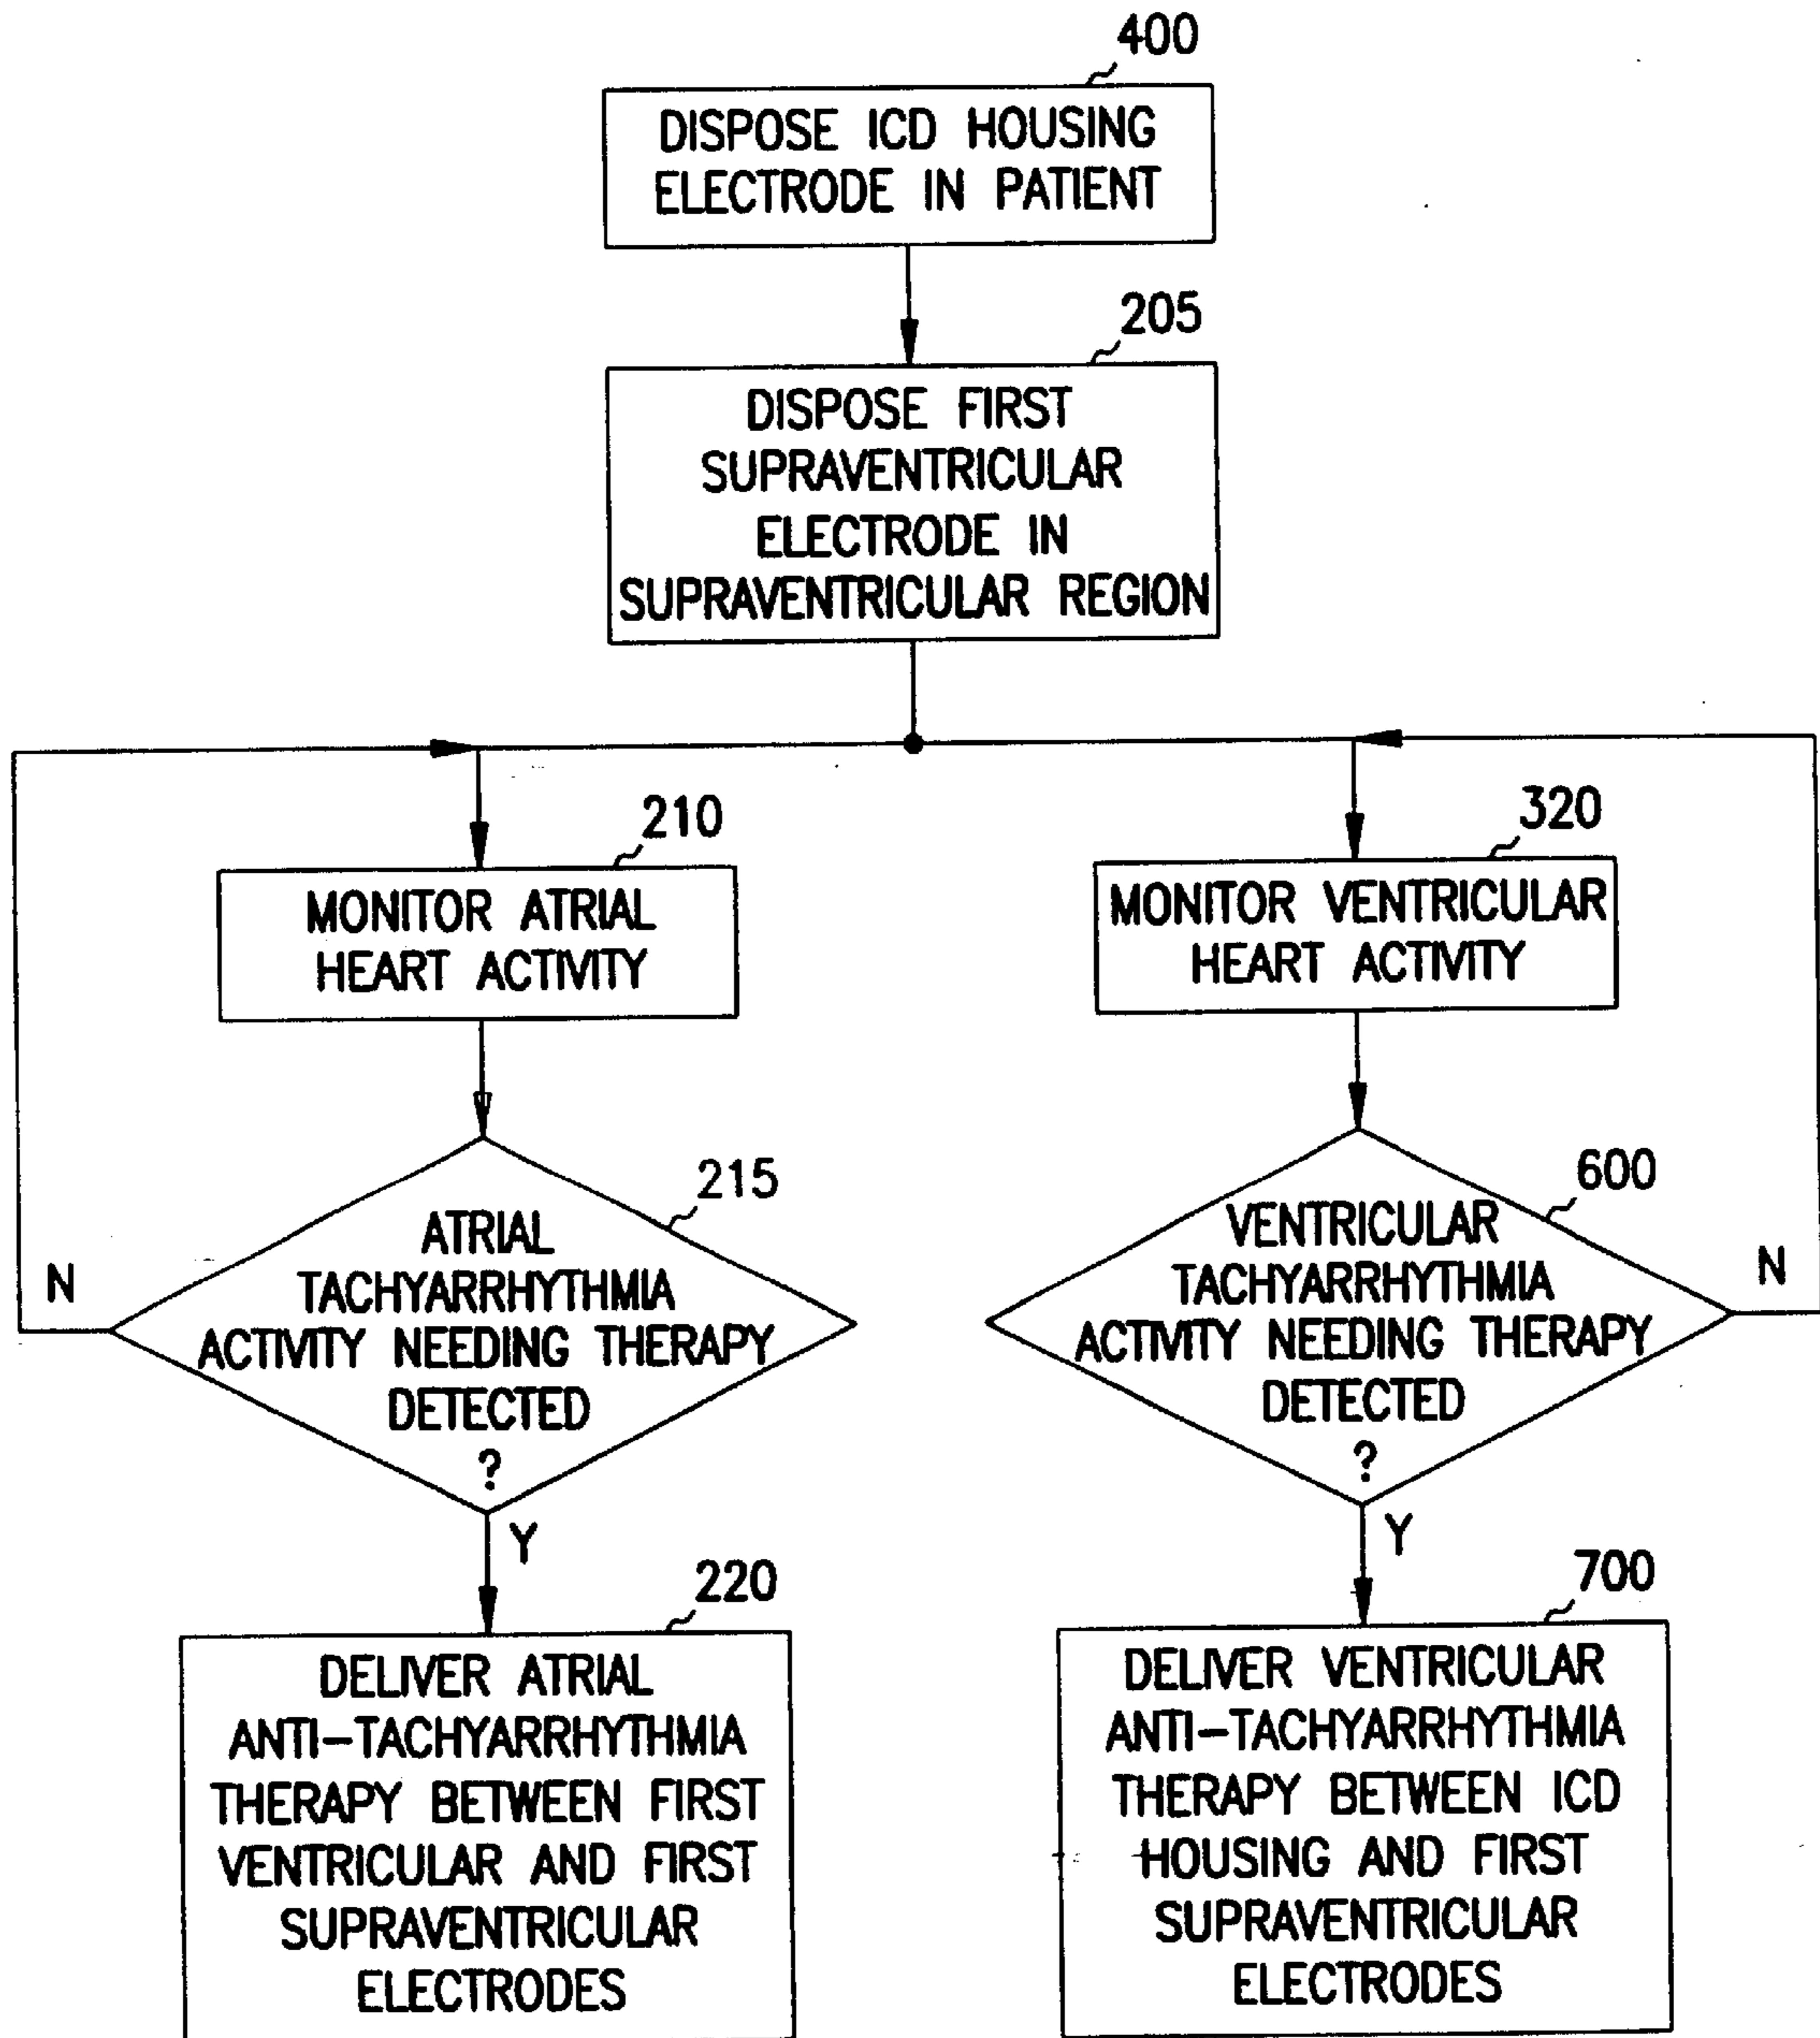 400
DISPOSE ICD HOUSING
ELECTRODE IN PATIENT
205
DISPOSE FIRST
SUPRAVENTRICULAR
ELECTRODE IN
SUPRAVENTRICULAR REGION
210
MONITOR ATRIAL
HEART ACTIVITY
215
ATRIAL
TACHYARRHYTHMIA
ACTIVITY NEEDING THERAPY
DETECTED
?
N
Y
220
DELIVER ATRIAL
ANTI-TACHYARRHYTHMIA
THERAPY BETWEEN FIRST
VENTRICULAR AND FIRST
SUPRAVENTRICULAR
ELECTRODES
320
MONITOR VENTRICULAR
HEART ACTIVITY
600
VENTRICULAR
TACHYARRHYTHMIA
ACTIVITY NEEDING THERAPY
DETECTED
?
N
Y
700
DELIVER VENTRICULAR
ANTI-TACHYARRHYTHMIA
THERAPY BETWEEN ICD
HOUSING AND FIRST
SUPRAVENTRICULAR
ELECTRODES